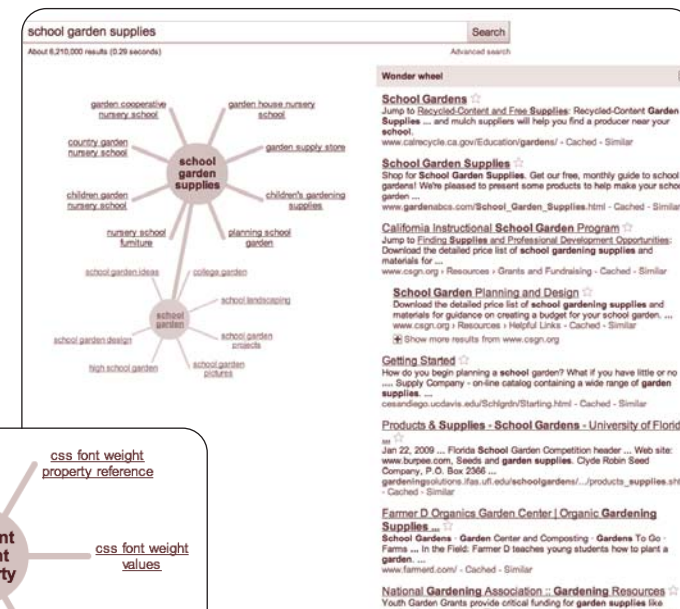 school garden supplies
Search
About 6,210,000 results (0.29 seconds)
Advanced search
garden cooperative
nursery school
garden house nursery
school
country garden
nursery school
garden supply store
school
garden
supplies
children garden
nursery school
children's gardening
supplies
nursery school
furniture
planning school
garden
school garden ideas
college garden
school landscaping
school
garden
school garden design
school garden
projects
high school garden
school garden
pictures
Wonder wheel
School Gardens
Jump to Recycled-Content and Free Supplies: Recycled-Content Garden
Supplies ... and mulch suppliers will help you find a producer near your
school.
www.calrecycle.ca.gov/Education/gardens/ - Cached - Similar
School Garden Supplies
Shop for School Garden Supplies. Get our free, monthly guide to school
gardens! We're pleased to present some products to help make your school
garden ...
www.gardenabcs.com/School_Garden_Supplies.html - Cached - Similar
California Instructional School Garden Program
Jump to Finding Supplies and Professional Development Opportunities:
Download the detailed price list of school gardening supplies and
materials for ...
www.csgn.org › Resources › Grants and Fundraising - Cached - Similar
School Garden Planning and Design
Download the detailed price list of school gardening supplies and
materials for guidance on creating a budget for your school garden. ...
www.csgn.org › Resources › Helpful Links - Cached - Similar
Show more results from www.csgn.org
Getting Started
How do you begin planning a school garden? What if you have little or no
.... Supply Company - on-line catalog containing a wide range of garden
supplies. ...
cesandiego.ucdavis.edu/Schlgrdn/Starting.html - Cached - Similar
Products & Supplies - School Gardens - University of Florid
...
Jan 22, 2009 ... Florida School Garden Competition header ... Web site:
www.burpee.com, Seeds and garden supplies. Clyde Robin Seed
Company, P.O. Box 2366 ...
gardeningsolutions.ifas.ufl.edu/schoolgardens/.../products_supplies.sht
- Cached - Similar
Farmer D Organics Garden Center | Organic Gardening
Supplies ...
School Gardens · Garden Center and Composting · Gardens To Go ·
Farms ... In the Field. Farmer D teaches young students how to plant a
garden. ...
www.farmerd.com/ - Cached - Similar
National Gardening Association :: Gardening Resources
Youth Garden Grants provide critical funding for garden supplies like
css font weight
property reference
css font weight
values